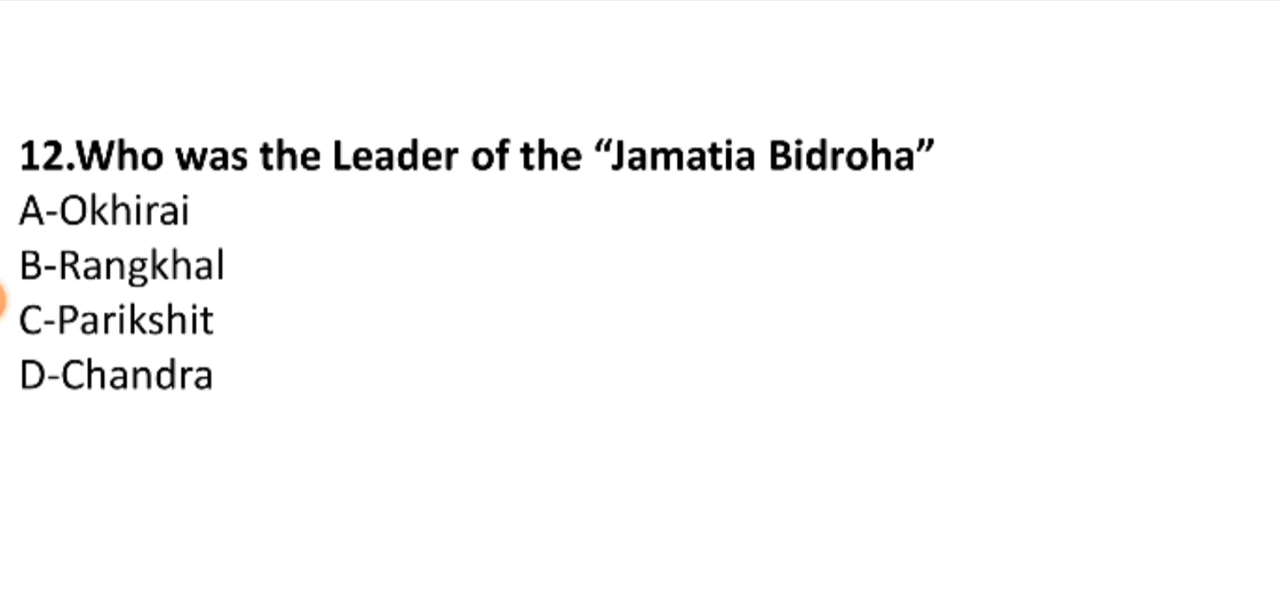 12.Who was the Leader of the “Jamatia Bidroha”
A-Okhirai
B-Rangkhal
C-Parikshit
D-Chandra